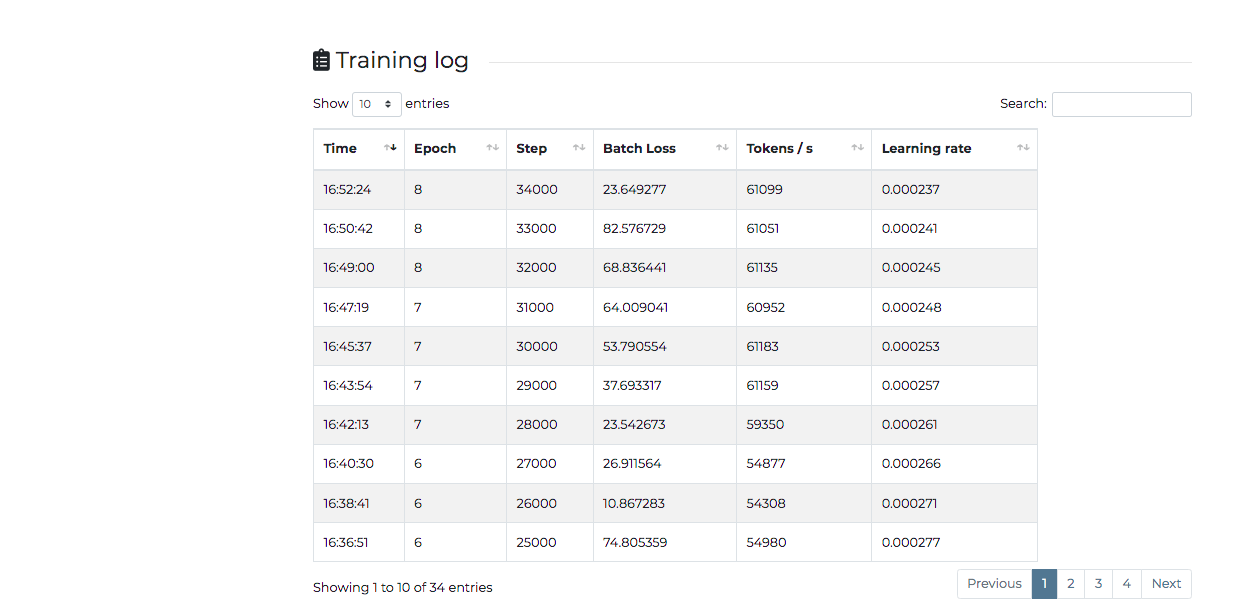 Training log
Show 10 entries Search:
Time Epoch Step Batch Loss Tokens / s Learning rate
16:52:24 8 34000 23.649277 61099 0.000237
16:50:42 8 33000 82.576729 61051 0.000241
16:49:00 8 32000 68.836441 61135 0.000245
16:47:19 7 31000 64.009041 60952 0.000248
16:45:37 7 30000 53.790554 61183 0.000253
16:43:54 7 29000 37.693317 61159 0.000257
16:42:13 7 28000 23.542673 59350 0.000261
16:40:30 6 27000 26.911564 54877 0.000266
16:38:41 6 26000 10.867283 54308 0.000271
16:36:51 6 25000 74.805359 54980 0.000277
Showing 1 to 10 of 34 entries Previous 1 2 3 4 Next